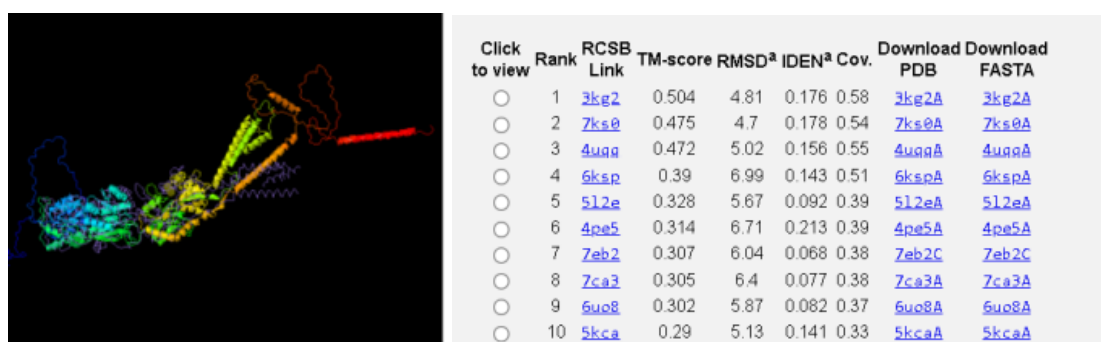 Click to view Rank RCSB Link TM-score RMSDa IDENa Cov. Download PDB Download FASTA
1 3kg2 0.504 4.81 0.176 0.58 3kg2A 3kg2A
2 7ks0 0.475 4.7 0.178 0.54 7ks0A 7ks0A
3 4uqq 0.472 5.02 0.156 0.55 4uqqA 4uqqA
4 6ksp 0.39 6.99 0.143 0.51 6kspA 6kspA
5 5l2e 0.328 5.67 0.092 0.39 5l2eA 5l2eA
6 4pe5 0.314 6.71 0.213 0.39 4pe5A 4pe5A
7 7eb2 0.307 6.04 0.068 0.38 7eb2C 7eb2C
8 7ca3 0.305 6.4 0.077 0.38 7ca3A 7ca3A
9 6uo8 0.302 5.87 0.082 0.37 6uo8A 6uo8A
10 5kca 0.29 5.13 0.141 0.33 5kcaA 5kcaA